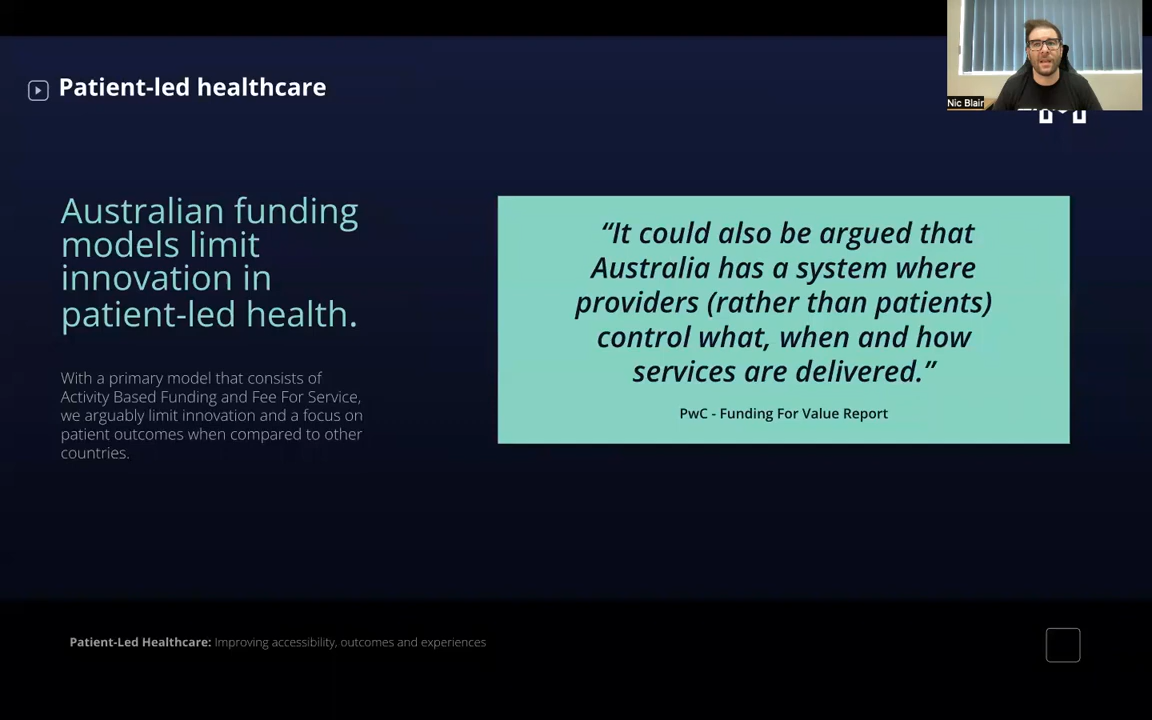 Patient-led healthcare
Nic Blair
Australian funding
models limit
innovation in
patient-led health.
With a primary model that consists of
Activity Based Funding and Fee For Service,
we arguably limit innovation and a focus on
patient outcomes when compared to other
countries.
“It could also be argued that
Australia has a system where
providers (rather than patients)
control what, when and how
services are delivered.”
PwC - Funding For Value Report
Patient-Led Healthcare: Improving accessibility, outcomes and experiences